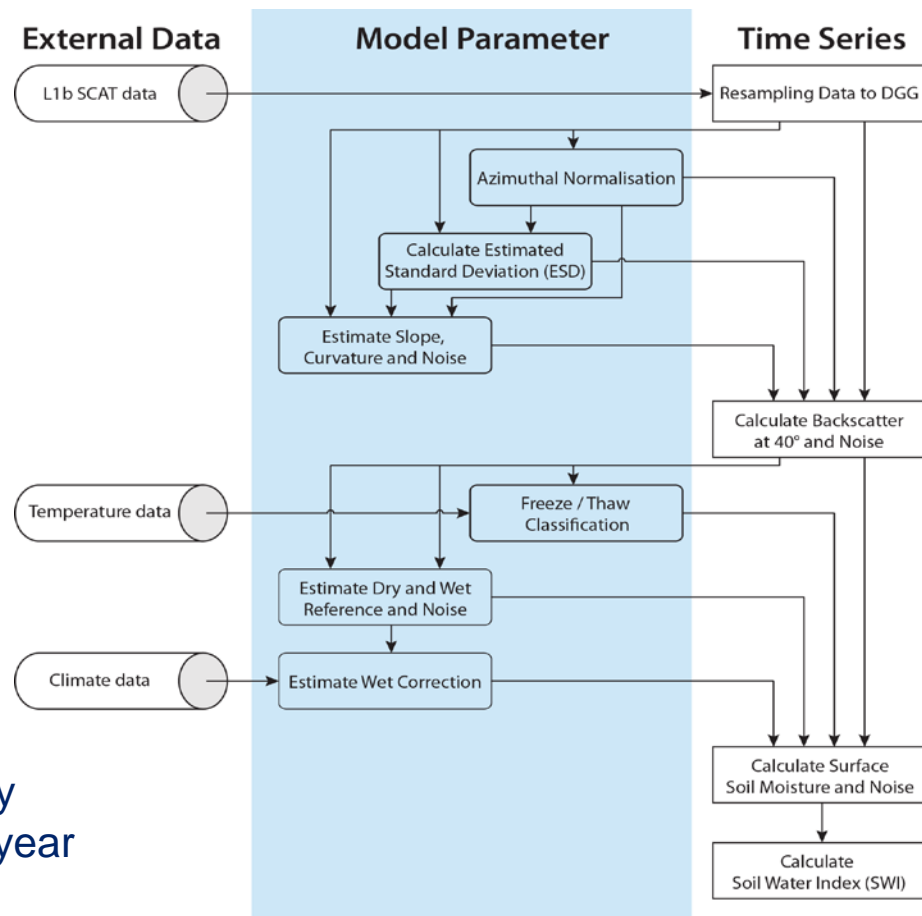 External Data
Model Parameter
Time Series
L1b SCAT data
Resampling Data to DGG
Azimuthal Normalisation
Calculate Estimated
Standard Deviation (ESD)
Estimate Slope,
Curvature and Noise
Calculate Backscatter
at 40° and Noise
Temperature data
Freeze / Thaw
Classification
Estimate Dry and Wet
Reference and Noise
Climate data
Estimate Wet Correction
Calculate Surface
Soil Moisture and Noise
y
year
Calculate
Soil Water Index (SWI)